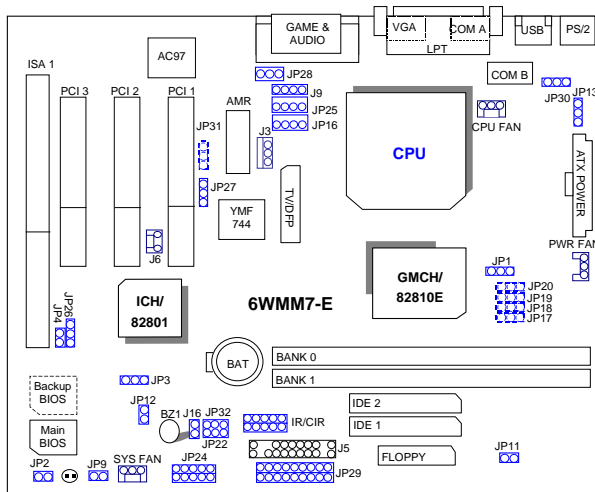 GAME &
AUDIO
VGA
COM A
LPT
USB
PS/2
AC97
ISA 1
PCI 3
PCI 2
PCI 1
JP28
J9
JP25
JP16
AMR
J3
JP31
JP27
COM B
JP30
JP13
CPU FAN
CPU
ATX POWER
PWR FAN
TV/DFP
YMF
744
J6
ICH/
82801
6WMM7-E
GMCH/
82810E
JP1
JP20
JP19
JP18
JP17
JP4
JP26
BAT
BANK 0
BANK 1
JP3
Backup
BIOS
JP12
BZ1
J16
JP32
JP22
IR/CIR
IDE 2
IDE 1
Main
BIOS
J5
FLOPPY
JP11
JP2
JP9
SYS FAN
JP24
JP29